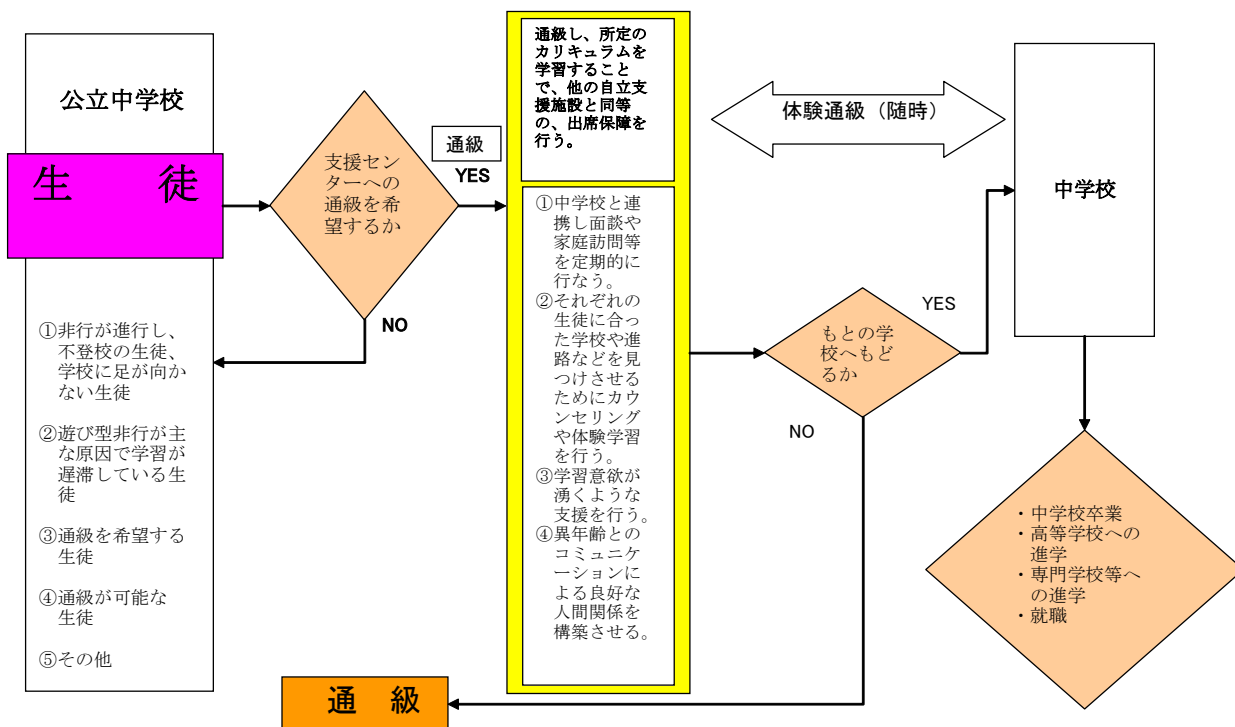 公立中学校
生　徒
①非行が進行し、
不登校の生徒、
学校に足が向か
ない生徒
②遊び型非行が主
な原因で学習が
遅滞している生
徒
③通級を希望する
生徒
④通級が可能な
生徒
⑤その他
支援セン
ターへの
通級を希
望するか
通級
YES
NO
通級し、所定の
カリキュラムを
学習すること
で、他の自立支
援施設と同等
の、出席保障を
行う。
①中学校と連
携し面談や
家庭訪問等
を定期的に
行なう。
②それぞれの
生徒に合っ
た学校や進
路などを見
つけさせる
ためにカウ
ンセリング
や体験学習
を行う。
③学習意欲が
湧くような
支援を行う。
④異年齢との
コミュニケ
ーションに
よる良好な
人間関係を
構築させる。
体験通級（随時）
もとの学
校へもど
るか
YES
NO
中学校
・中学校卒業
・高等学校への
進学
・専門学校等へ
の進学
・就職
通　級